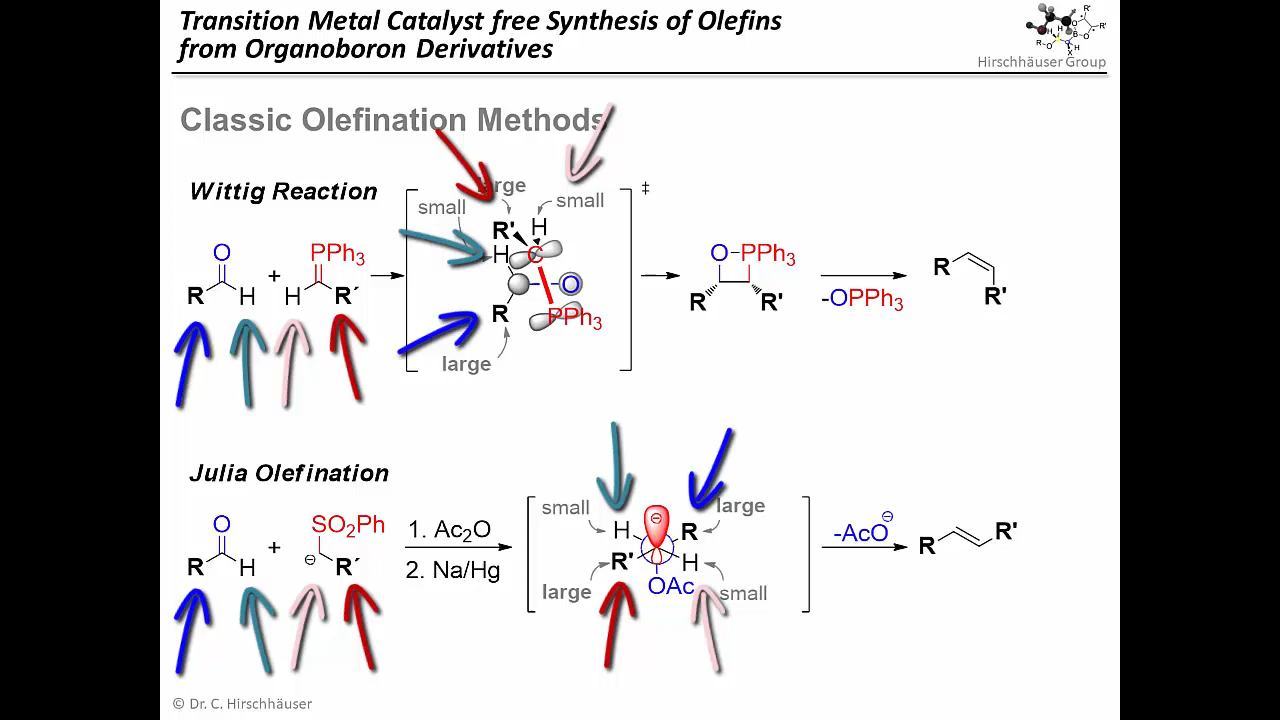 Transition Metal Catalyst free Synthesis of Olefins
from Organoboron Derivatives
Hirschhäuser Group
Classic Olefination Methods
Wittig Reaction
large
small
small
‡
R' H
O PPh₃ H C O PPh₃
+ O
R H H R´ R PPh₃ R R' -OPPh₃ R R'
large
Julia Olefination
small large
O SO₂Ph 1. Ac₂O H ⊖ R -AcO⊖ R R'
+
R H ⊖ R´ 2. Na/Hg R' H
large OAc small
© Dr. C. Hirschhäuser